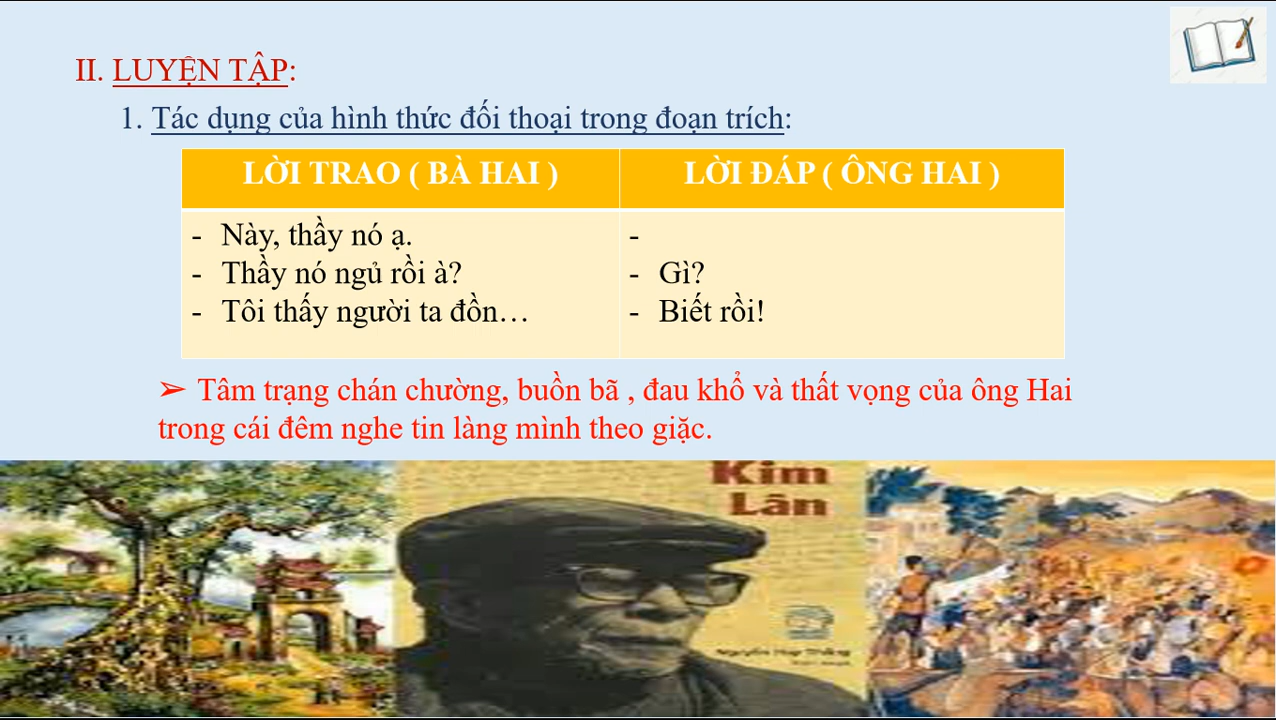 II. LUYỆN TẬP:
1. Tác dụng của hình thức đối thoại trong đoạn trích:
LỜI TRAO ( BÀ HAI )
LỜI ĐÁP ( ÔNG HAI )
- Này, thầy nó ạ.
- Thầy nó ngủ rồi à?
- Tôi thấy người ta đồn…
-
- Gì?
- Biết rồi!
➢ Tâm trạng chán chường, buồn bã , đau khổ và thất vọng của ông Hai
trong cái đêm nghe tin làng mình theo giặc.
Kim
Lân